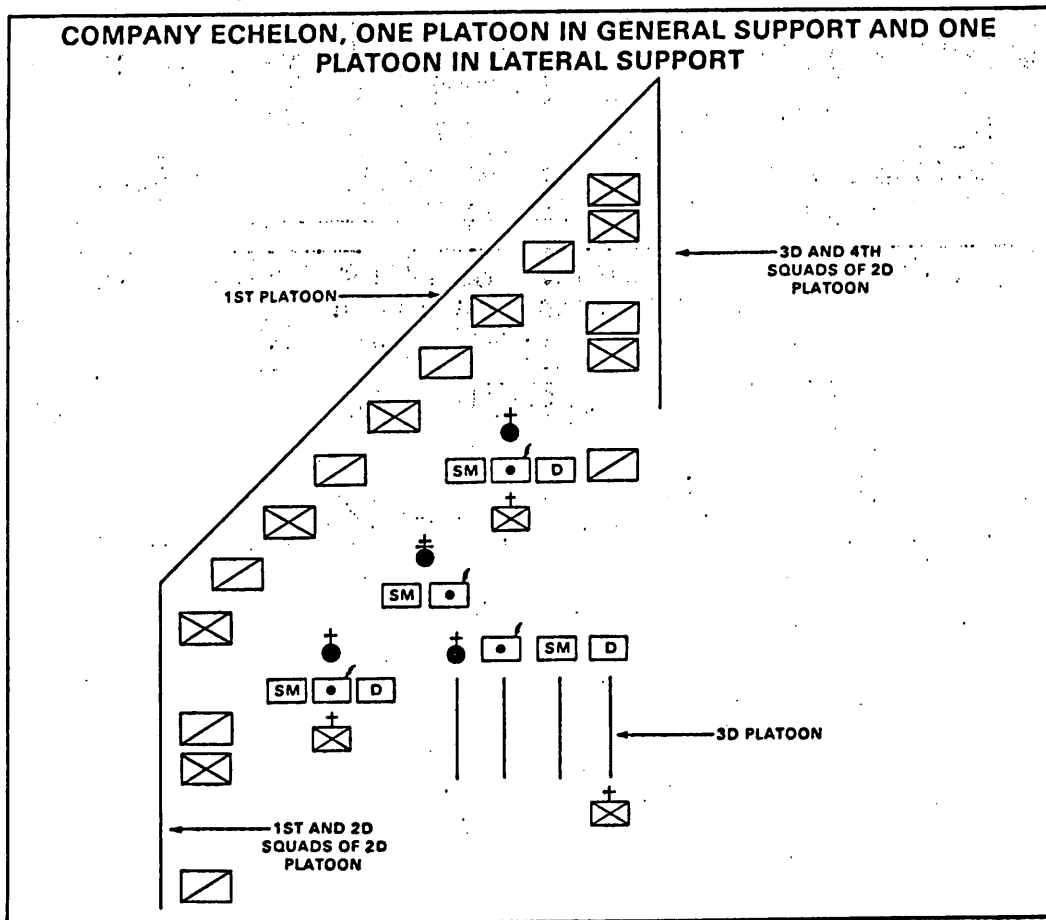 COMPANY ECHELON, ONE PLATOON IN GENERAL SUPPORT AND ONE
PLATOON IN LATERAL SUPPORT
3D AND 4TH
SQUADS OF 2D
PLATOON
1ST PLATOON
SM
D
SM
SM
D
SM
D
3D PLATOON
1ST AND 2D
SQUADS OF 2D
PLATOON